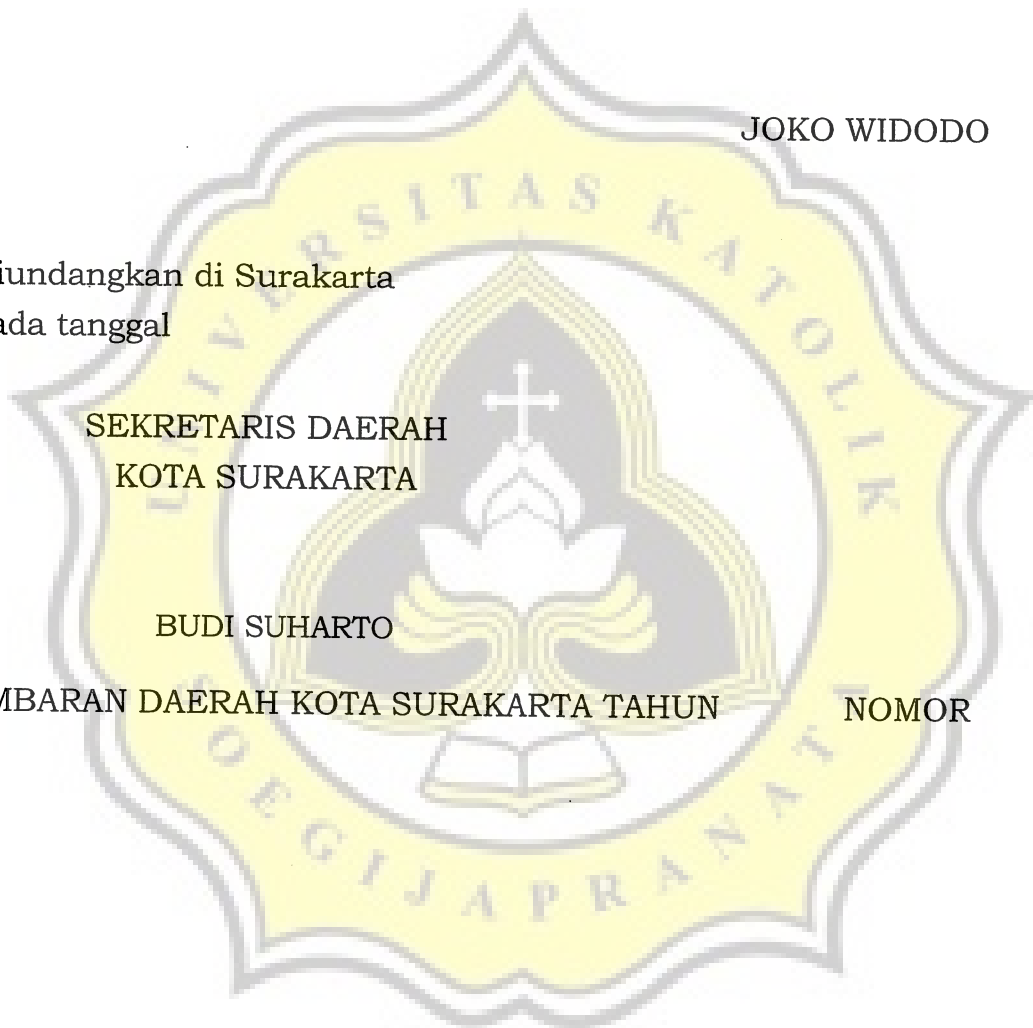 JOKO WIDODO
iundangkan di Surakarta
ada tanggal
SEKRETARIS DAERAH
KOTA SURAKARTA
BUDI SUHARTO
MBARAN DAERAH KOTA SURAKARTA TAHUN NOMOR
UNIVERSITAS KATOLIK
SOEGIJAPRANATA